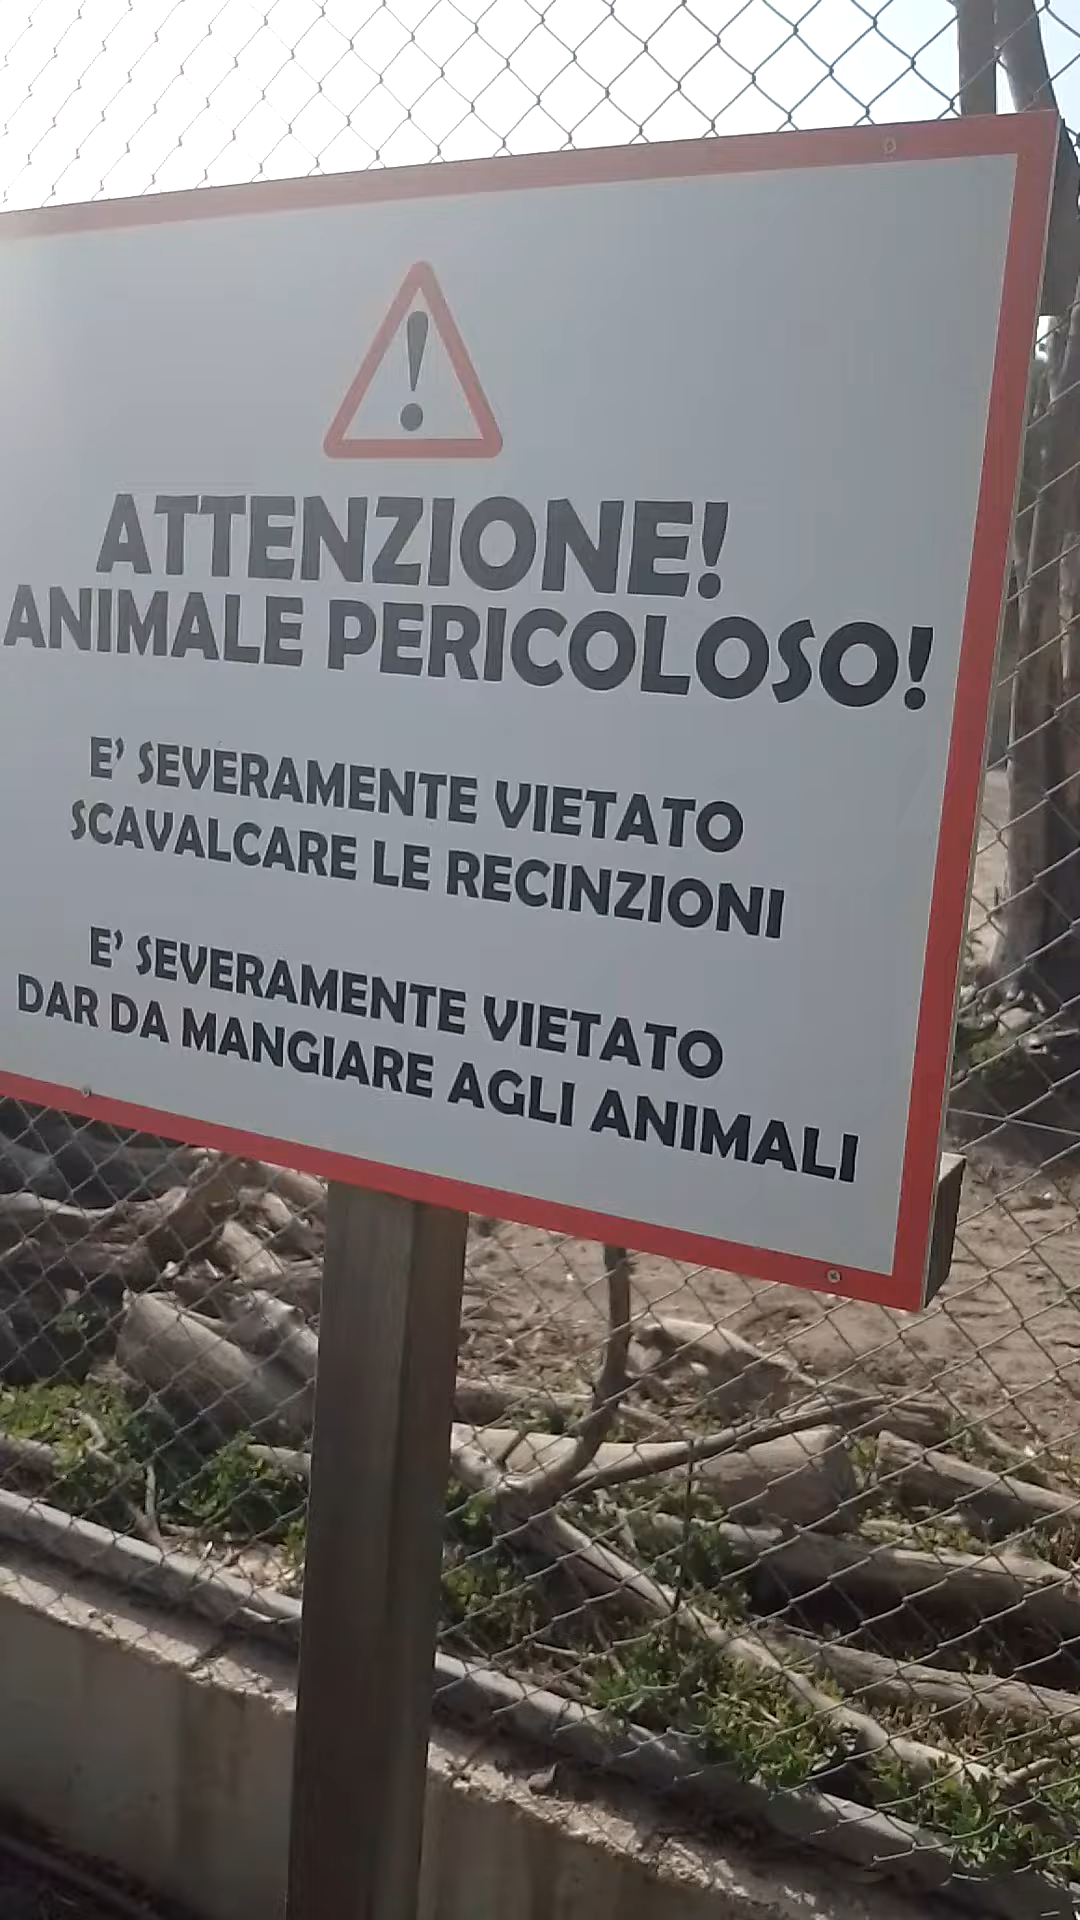 ATTENZIONE!
ANIMALE PERICOLOSO!
E' SEVERAMENTE VIETATO
SCAVALCARE LE RECINZIONI
E' SEVERAMENTE VIETATO
DAR DA MANGIARE AGLI ANIMALI